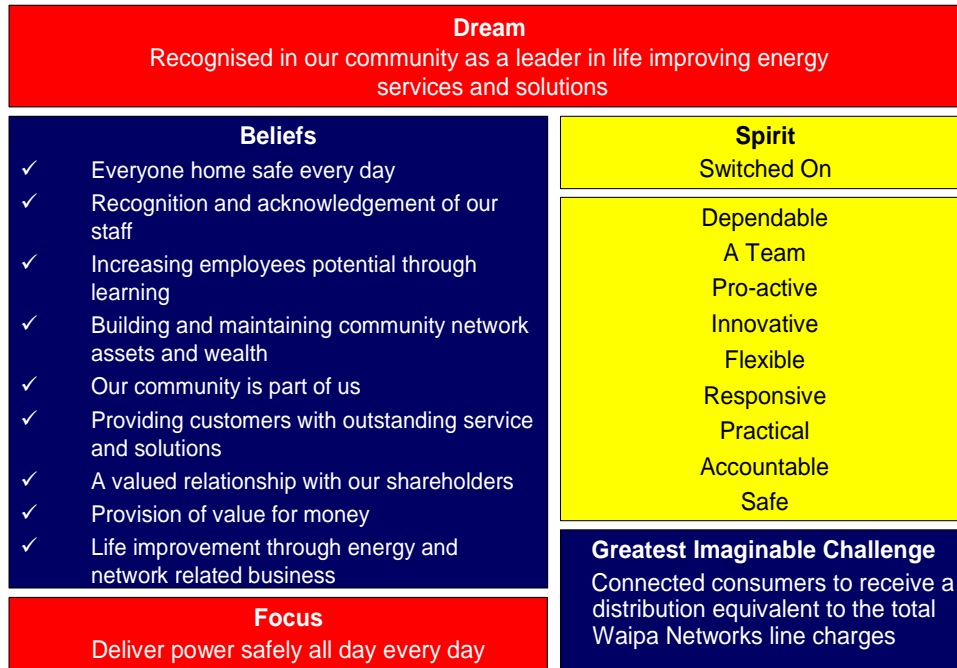 Dream
Recognised in our community as a leader in life improving energy
services and solutions
Beliefs
✓ Everyone home safe every day
✓ Recognition and acknowledgement of our
staff
✓ Increasing employees potential through
learning
✓ Building and maintaining community network
assets and wealth
✓ Our community is part of us
✓ Providing customers with outstanding service
and solutions
✓ A valued relationship with our shareholders
✓ Provision of value for money
✓ Life improvement through energy and
network related business
Focus
Deliver power safely all day every day
Spirit
Switched On
Dependable
A Team
Pro-active
Innovative
Flexible
Responsive
Practical
Accountable
Safe
Greatest Imaginable Challenge
Connected consumers to receive a
distribution equivalent to the total
Waipa Networks line charges